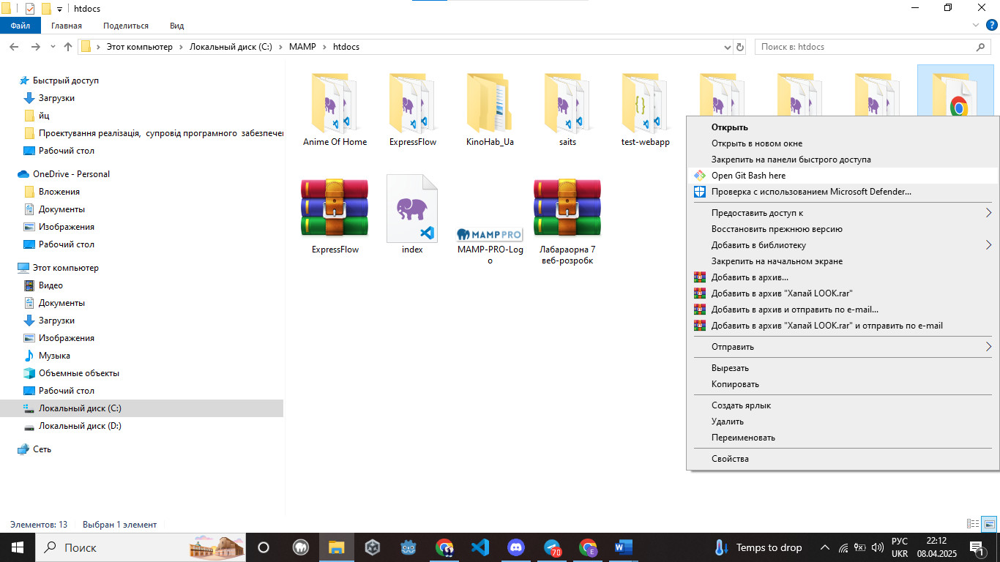 htdocs
Файл Главная Поделиться Вид
Этот компьютер Локальный диск (C:) MAMP htdocs
Поиск в: htdocs
Быстрый доступ
Загрузки
йц
Проектування реалізація, супровід програмного забезпечен
Рабочий стол
OneDrive - Personal
Вложения
Документы
Изображения
Рабочий стол
Этот компьютер
Видео
Документы
Загрузки
Изображения
Музыка
Объемные объекты
Рабочий стол
Локальный диск (C:)
Локальный диск (D:)
Сеть
Anime Of Home
ExpressFlow
KinoHab_Ua
saits
test-webapp
ExpressFlow
index
MAMP PRO
MAMP-PRO-Log
o
Лабараорна 7
веб-розробк
Открыть
Открыть в новом окне
Закрепить на панели быстрого доступа
Open Git Bash here
Проверка с использованием Microsoft Defender...
Предоставить доступ к
Восстановить прежнюю версию
Добавить в библиотеку
Закрепить на начальном экране
Добавить в архив...
Добавить в архив "Хапай LOOK.rar"
Добавить в архив и отправить по e-mail...
Добавить в архив "Хапай LOOK.rar" и отправить по e-mail
Отправить
Вырезать
Копировать
Создать ярлык
Удалить
Переименовать
Свойства
Элементов: 13 Выбран 1 элемент
Поиск
70
E
Temps to drop
РУС
UKR
22:12
08.04.2025
1